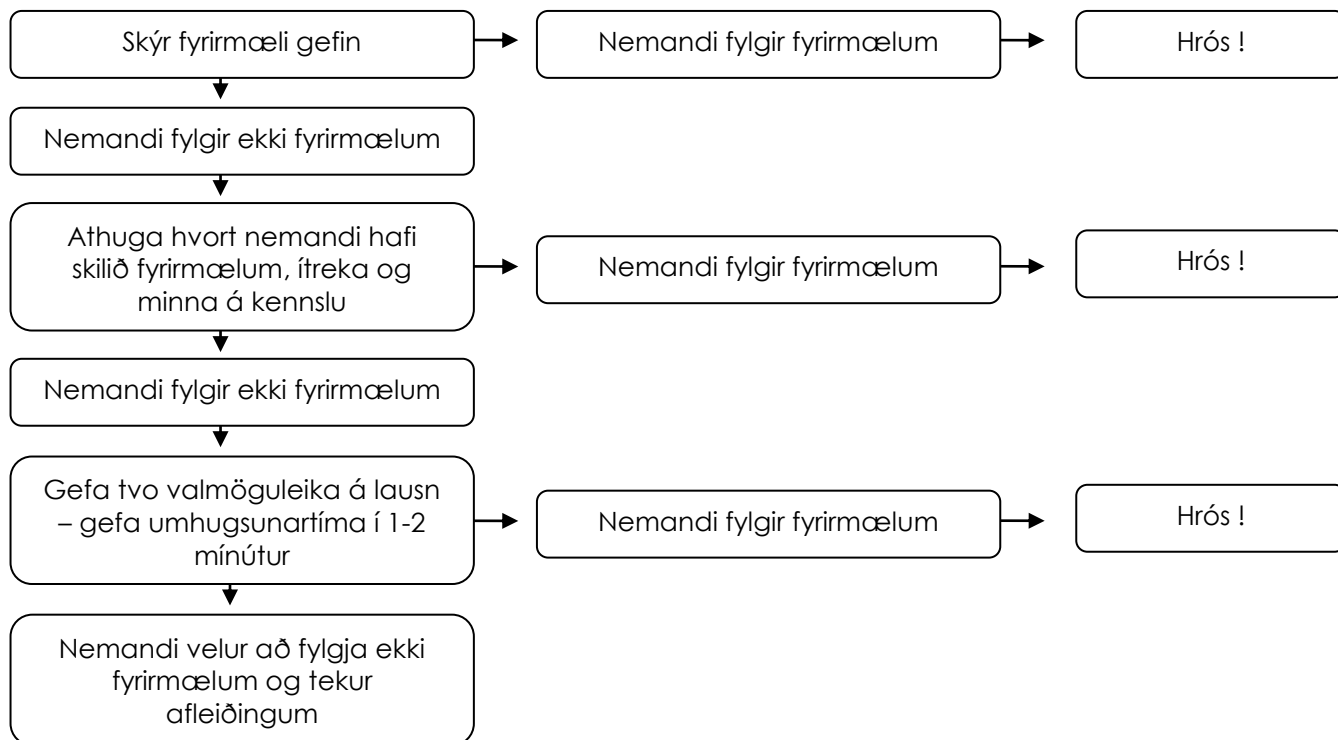 Skýr fyrirmæli gefin
Nemandi fylgir fyrirmælum
Hrós !
Nemandi fylgir ekki fyrirmælum
Athuga hvort nemandi hafi
skilið fyrirmælum, ítreka og
minna á kennslu
Nemandi fylgir fyrirmælum
Hrós !
Nemandi fylgir ekki fyrirmælum
Gefa tvo valmöguleika á lausn
– gefa umhugsunartíma í 1-2
mínútur
Nemandi fylgir fyrirmælum
Hrós !
Nemandi velur að fylgja ekki
fyrirmælum og tekur
afleiðingum